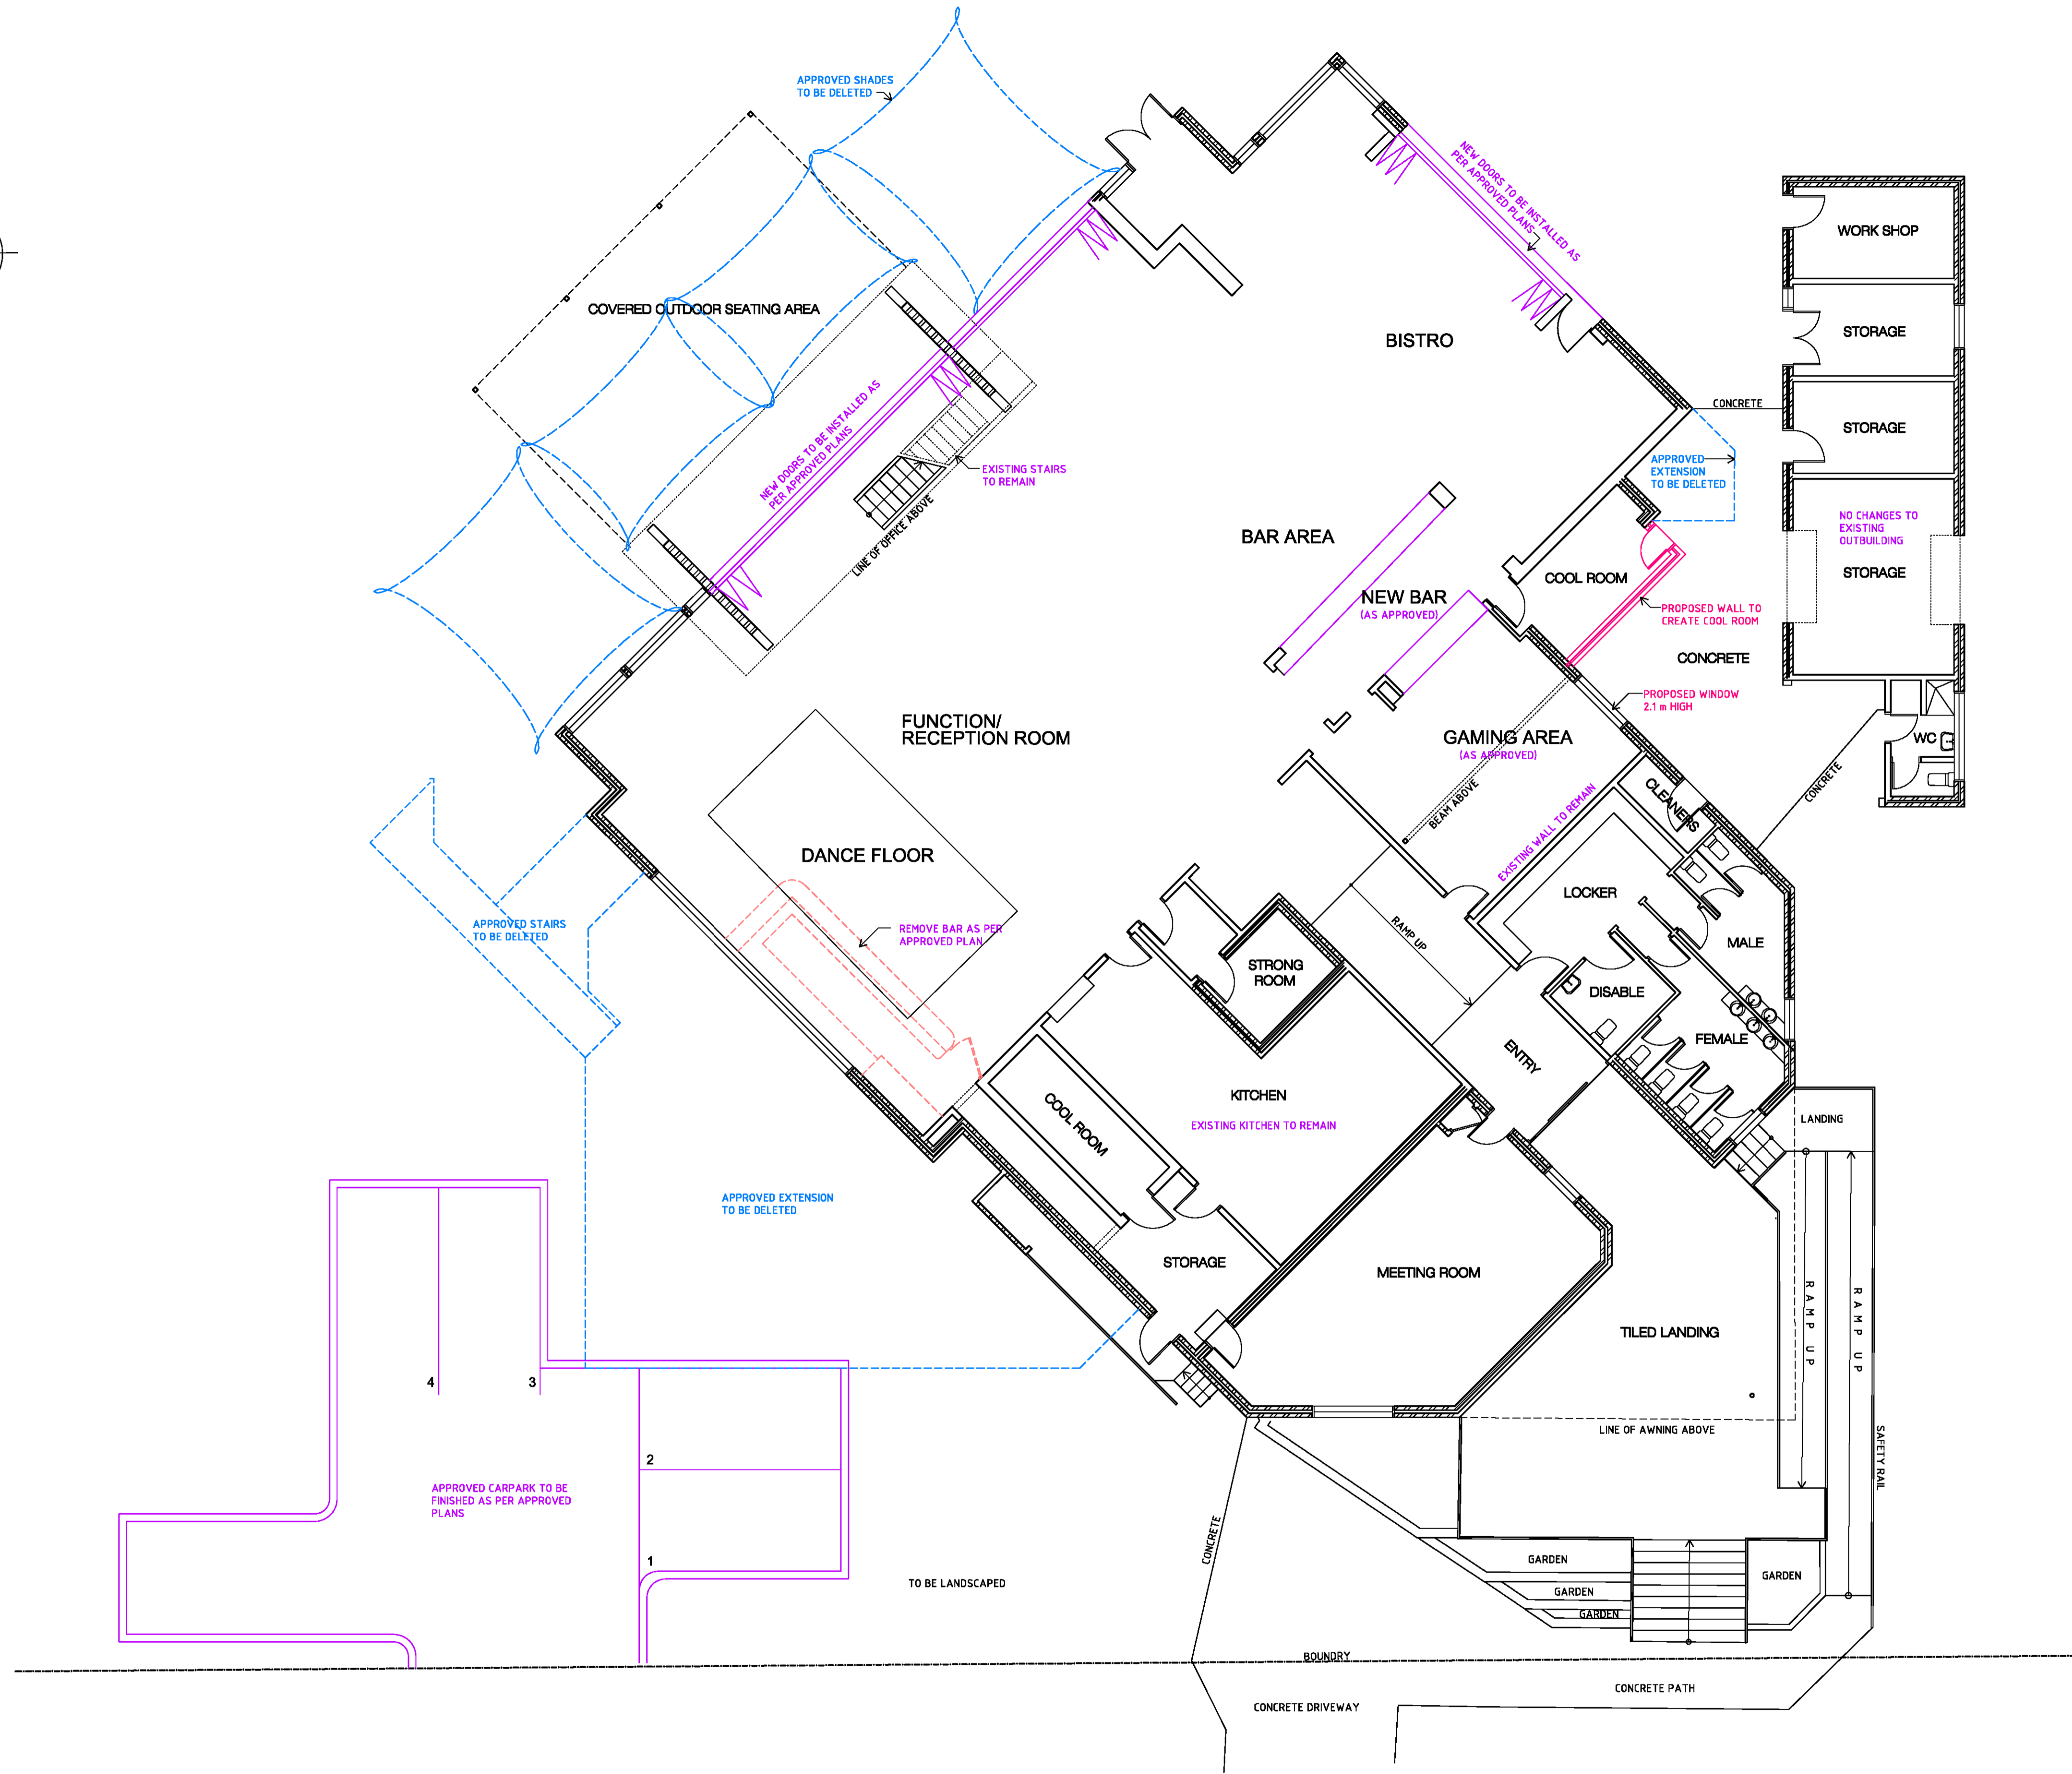 APPROVED SHADES
TO BE DELETED
NEW DOORS TO BE INSTALLED AS
PER APPROVED PLANS
WORK SHOP
COVERED OUTDOOR SEATING AREA
STORAGE
BISTRO
CONCRETE
STORAGE
NEW DOORS TO BE INSTALLED AS
PER APPROVED PLANS
EXISTING STAIRS
TO REMAIN
APPROVED
EXTENSION
TO BE DELETED
LINE OF OFFICE ABOVE
NO CHANGES TO
EXISTING
OUTBUILDING
BAR AREA
STORAGE
COOL ROOM
NEW BAR
(AS APPROVED)
PROPOSED WALL TO
CREATE COOL ROOM
CONCRETE
PROPOSED WINDOW
2.1 m HIGH
FUNCTION/
RECEPTION ROOM
GAMING AREA
(AS APPROVED)
WC
CONCRETE
BEAM ABOVE
CLEANERS
EXISTING WALL TO REMAIN
DANCE FLOOR
LOCKER
APPROVED STAIRS
TO BE DELETED
REMOVE BAR AS PER
APPROVED PLAN
RAMP UP
MALE
STRONG
ROOM
DISABLE
FEMALE
ENTRY
KITCHEN
EXISTING KITCHEN TO REMAIN
COOL ROOM
LANDING
APPROVED EXTENSION
TO BE DELETED
STORAGE
MEETING ROOM
TILED LANDING
RAMP UP
RAMP UP
4
3
LINE OF AWNING ABOVE
SAFETY RAIL
2
APPROVED CARPARK TO BE
FINISHED AS PER APPROVED
PLANS
CONCRETE
1
TO BE LANDSCAPED
GARDEN
GARDEN
GARDEN
GARDEN
BOUNDRY
CONCRETE PATH
CONCRETE DRIVEWAY